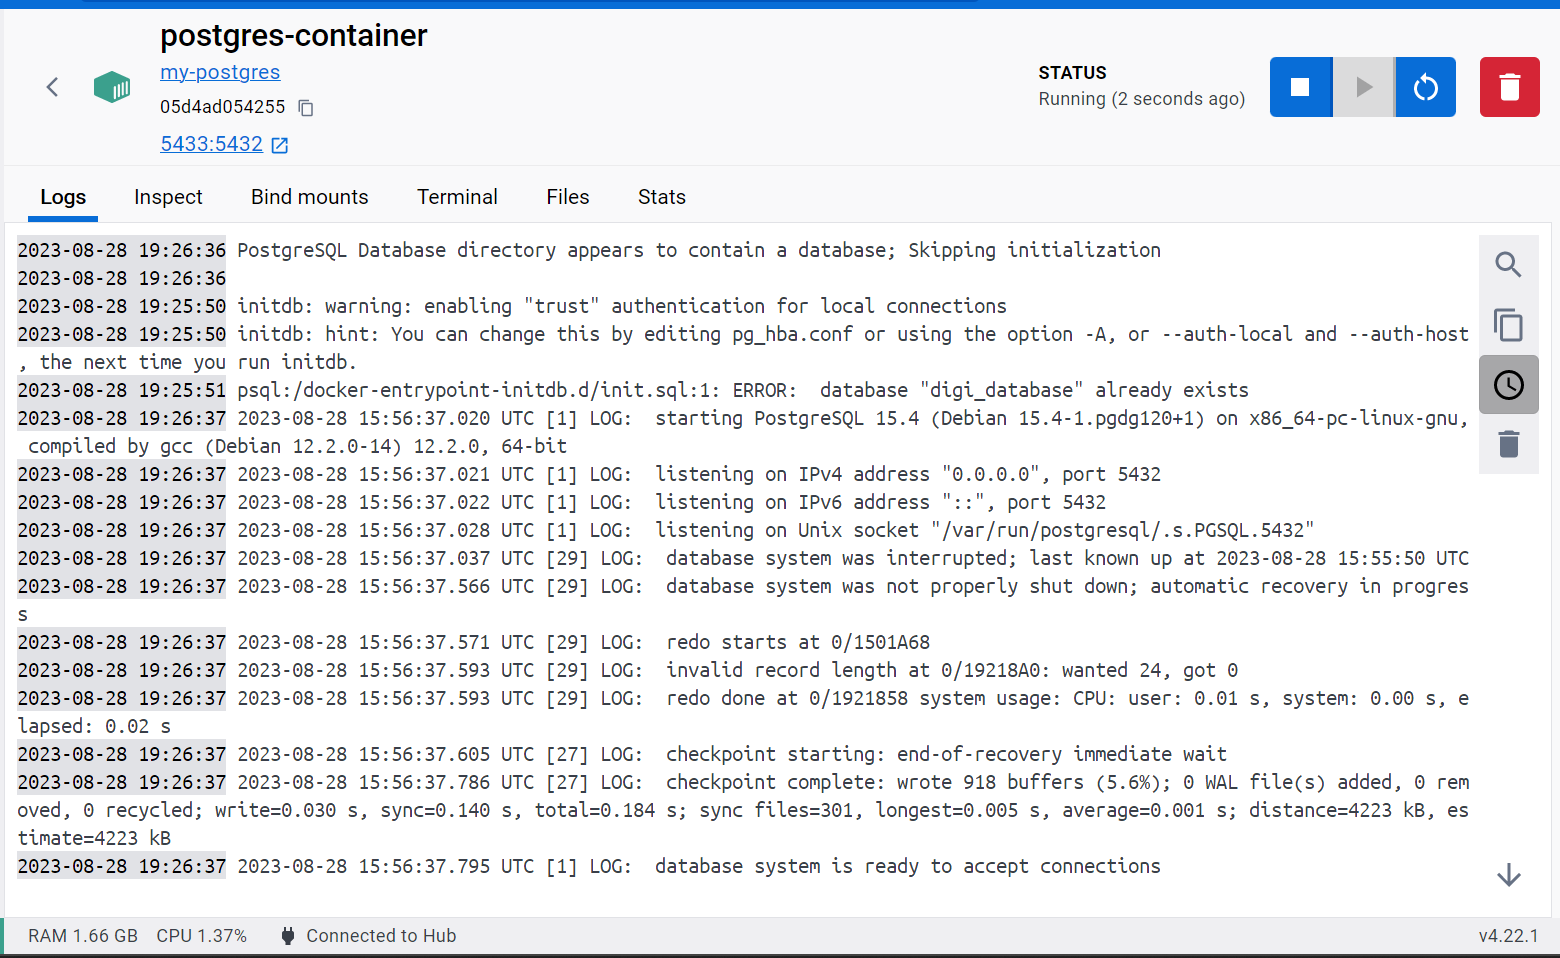 postgres-container
my-postgres
05d4ad054255
5433:5432
STATUS
Running (2 seconds ago)
Logs Inspect Bind mounts Terminal Files Stats
2023-08-28 19:26:36 PostgreSQL Database directory appears to contain a database; Skipping initialization
2023-08-28 19:26:36
2023-08-28 19:25:50 initdb: warning: enabling "trust" authentication for local connections
2023-08-28 19:25:50 initdb: hint: You can change this by editing pg_hba.conf or using the option -A, or --auth-local and --auth-host
, the next time you run initdb.
2023-08-28 19:25:51 psql:/docker-entrypoint-initdb.d/init.sql:1: ERROR:  database "digi_database" already exists
2023-08-28 19:26:37 2023-08-28 15:56:37.020 UTC [1] LOG:  starting PostgreSQL 15.4 (Debian 15.4-1.pgdg120+1) on x86_64-pc-linux-gnu,
compiled by gcc (Debian 12.2.0-14) 12.2.0, 64-bit
2023-08-28 19:26:37 2023-08-28 15:56:37.021 UTC [1] LOG:  listening on IPv4 address "0.0.0.0", port 5432
2023-08-28 19:26:37 2023-08-28 15:56:37.022 UTC [1] LOG:  listening on IPv6 address "::", port 5432
2023-08-28 19:26:37 2023-08-28 15:56:37.028 UTC [1] LOG:  listening on Unix socket "/var/run/postgresql/.s.PGSQL.5432"
2023-08-28 19:26:37 2023-08-28 15:56:37.037 UTC [29] LOG:  database system was interrupted; last known up at 2023-08-28 15:55:50 UTC
2023-08-28 19:26:37 2023-08-28 15:56:37.566 UTC [29] LOG:  database system was not properly shut down; automatic recovery in progres
s
2023-08-28 19:26:37 2023-08-28 15:56:37.571 UTC [29] LOG:  redo starts at 0/1501A68
2023-08-28 19:26:37 2023-08-28 15:56:37.593 UTC [29] LOG:  invalid record length at 0/19218A0: wanted 24, got 0
2023-08-28 19:26:37 2023-08-28 15:56:37.593 UTC [29] LOG:  redo done at 0/1921858 system usage: CPU: user: 0.01 s, system: 0.00 s, e
lapsed: 0.02 s
2023-08-28 19:26:37 2023-08-28 15:56:37.605 UTC [27] LOG:  checkpoint starting: end-of-recovery immediate wait
2023-08-28 19:26:37 2023-08-28 15:56:37.786 UTC [27] LOG:  checkpoint complete: wrote 918 buffers (5.6%); 0 WAL file(s) added, 0 rem
oved, 0 recycled; write=0.030 s, sync=0.140 s, total=0.184 s; sync files=301, longest=0.005 s, average=0.001 s; distance=4223 kB, es
timate=4223 kB
2023-08-28 19:26:37 2023-08-28 15:56:37.795 UTC [1] LOG:  database system is ready to accept connections
RAM 1.66 GB CPU 1.37% Connected to Hub v4.22.1